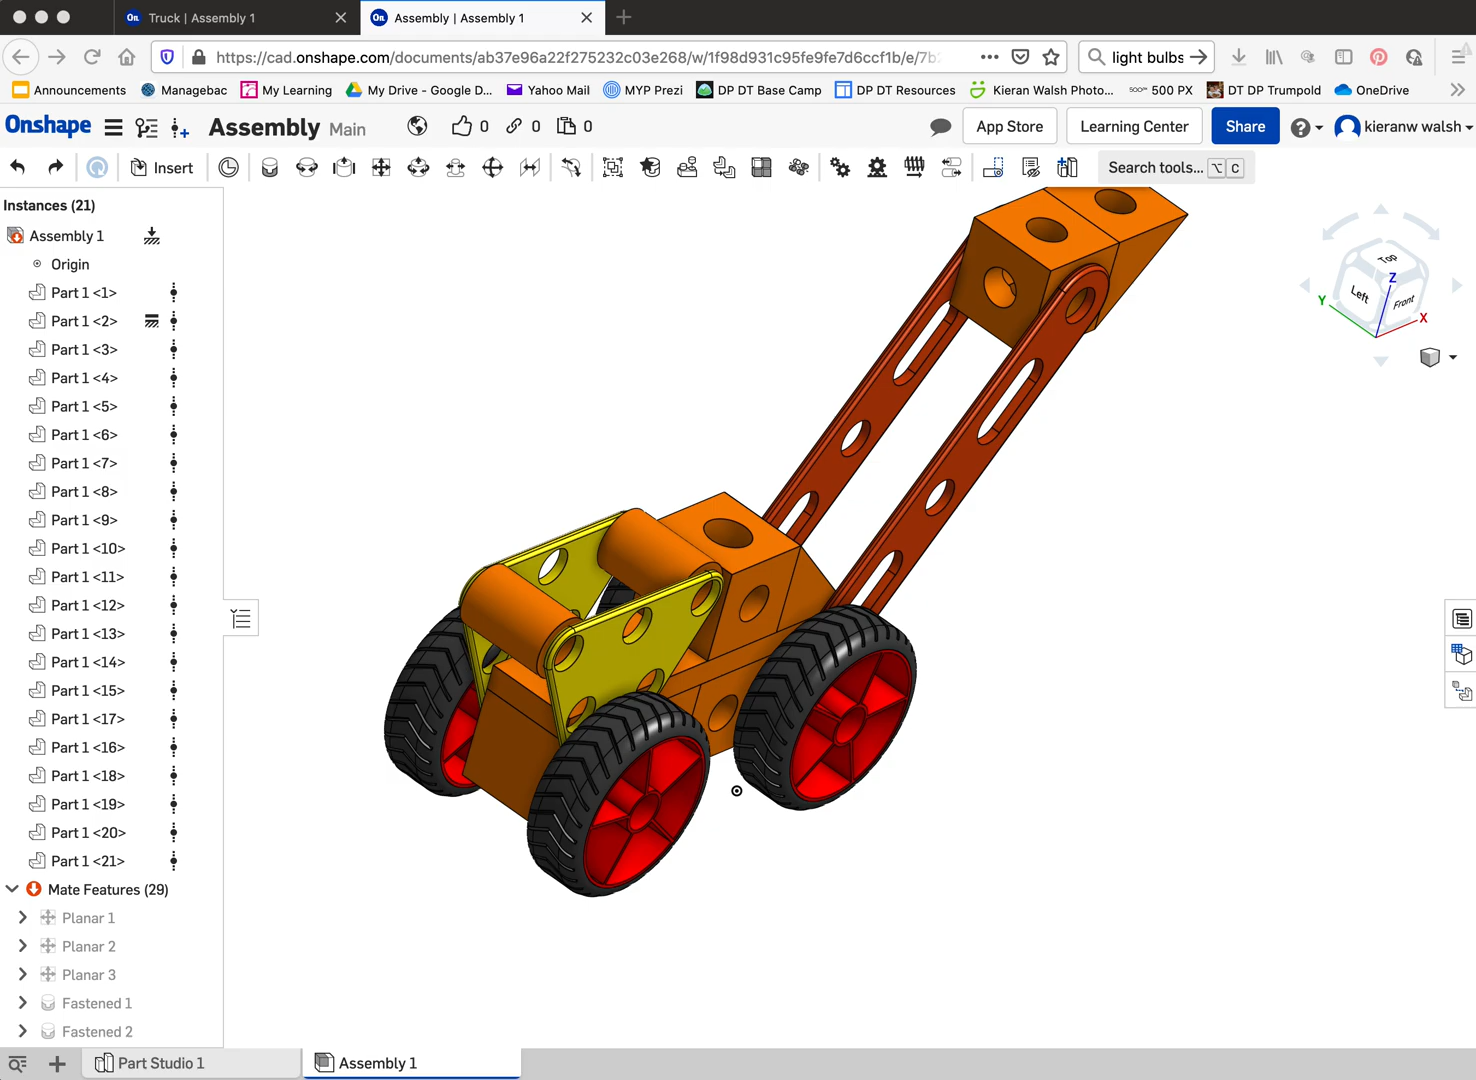 Truck | Assembly 1
Assembly | Assembly 1
https://cad.onshape.com/documents/ab37e96a22f275232c03e268/w/1f98d931c95fe9fe7d6ccf1b/e/7b
light bulbs
Announcements
Managebac
My Learning
My Drive - Google D...
Yahoo Mail
MYP Prezi
DP DT Base Camp
DP DT Resources
Kieran Walsh Photo...
500 PX
DT DP Trumpold
OneDrive
Onshape
Assembly Main
0
0
0
App Store
Learning Center
Share
kieranw walsh
Insert
Search tools... ⌥ C
Instances (21)
Assembly 1
Origin
Part 1 <1>
Part 1 <2>
Part 1 <3>
Part 1 <4>
Part 1 <5>
Part 1 <6>
Part 1 <7>
Part 1 <8>
Part 1 <9>
Part 1 <10>
Part 1 <11>
Part 1 <12>
Part 1 <13>
Part 1 <14>
Part 1 <15>
Part 1 <17>
Part 1 <16>
Part 1 <18>
Part 1 <19>
Part 1 <20>
Part 1 <21>
Mate Features (29)
Planar 1
Planar 2
Planar 3
Fastened 1
Fastened 2
Top
Left
Front
Z
Y
X
Part Studio 1
Assembly 1